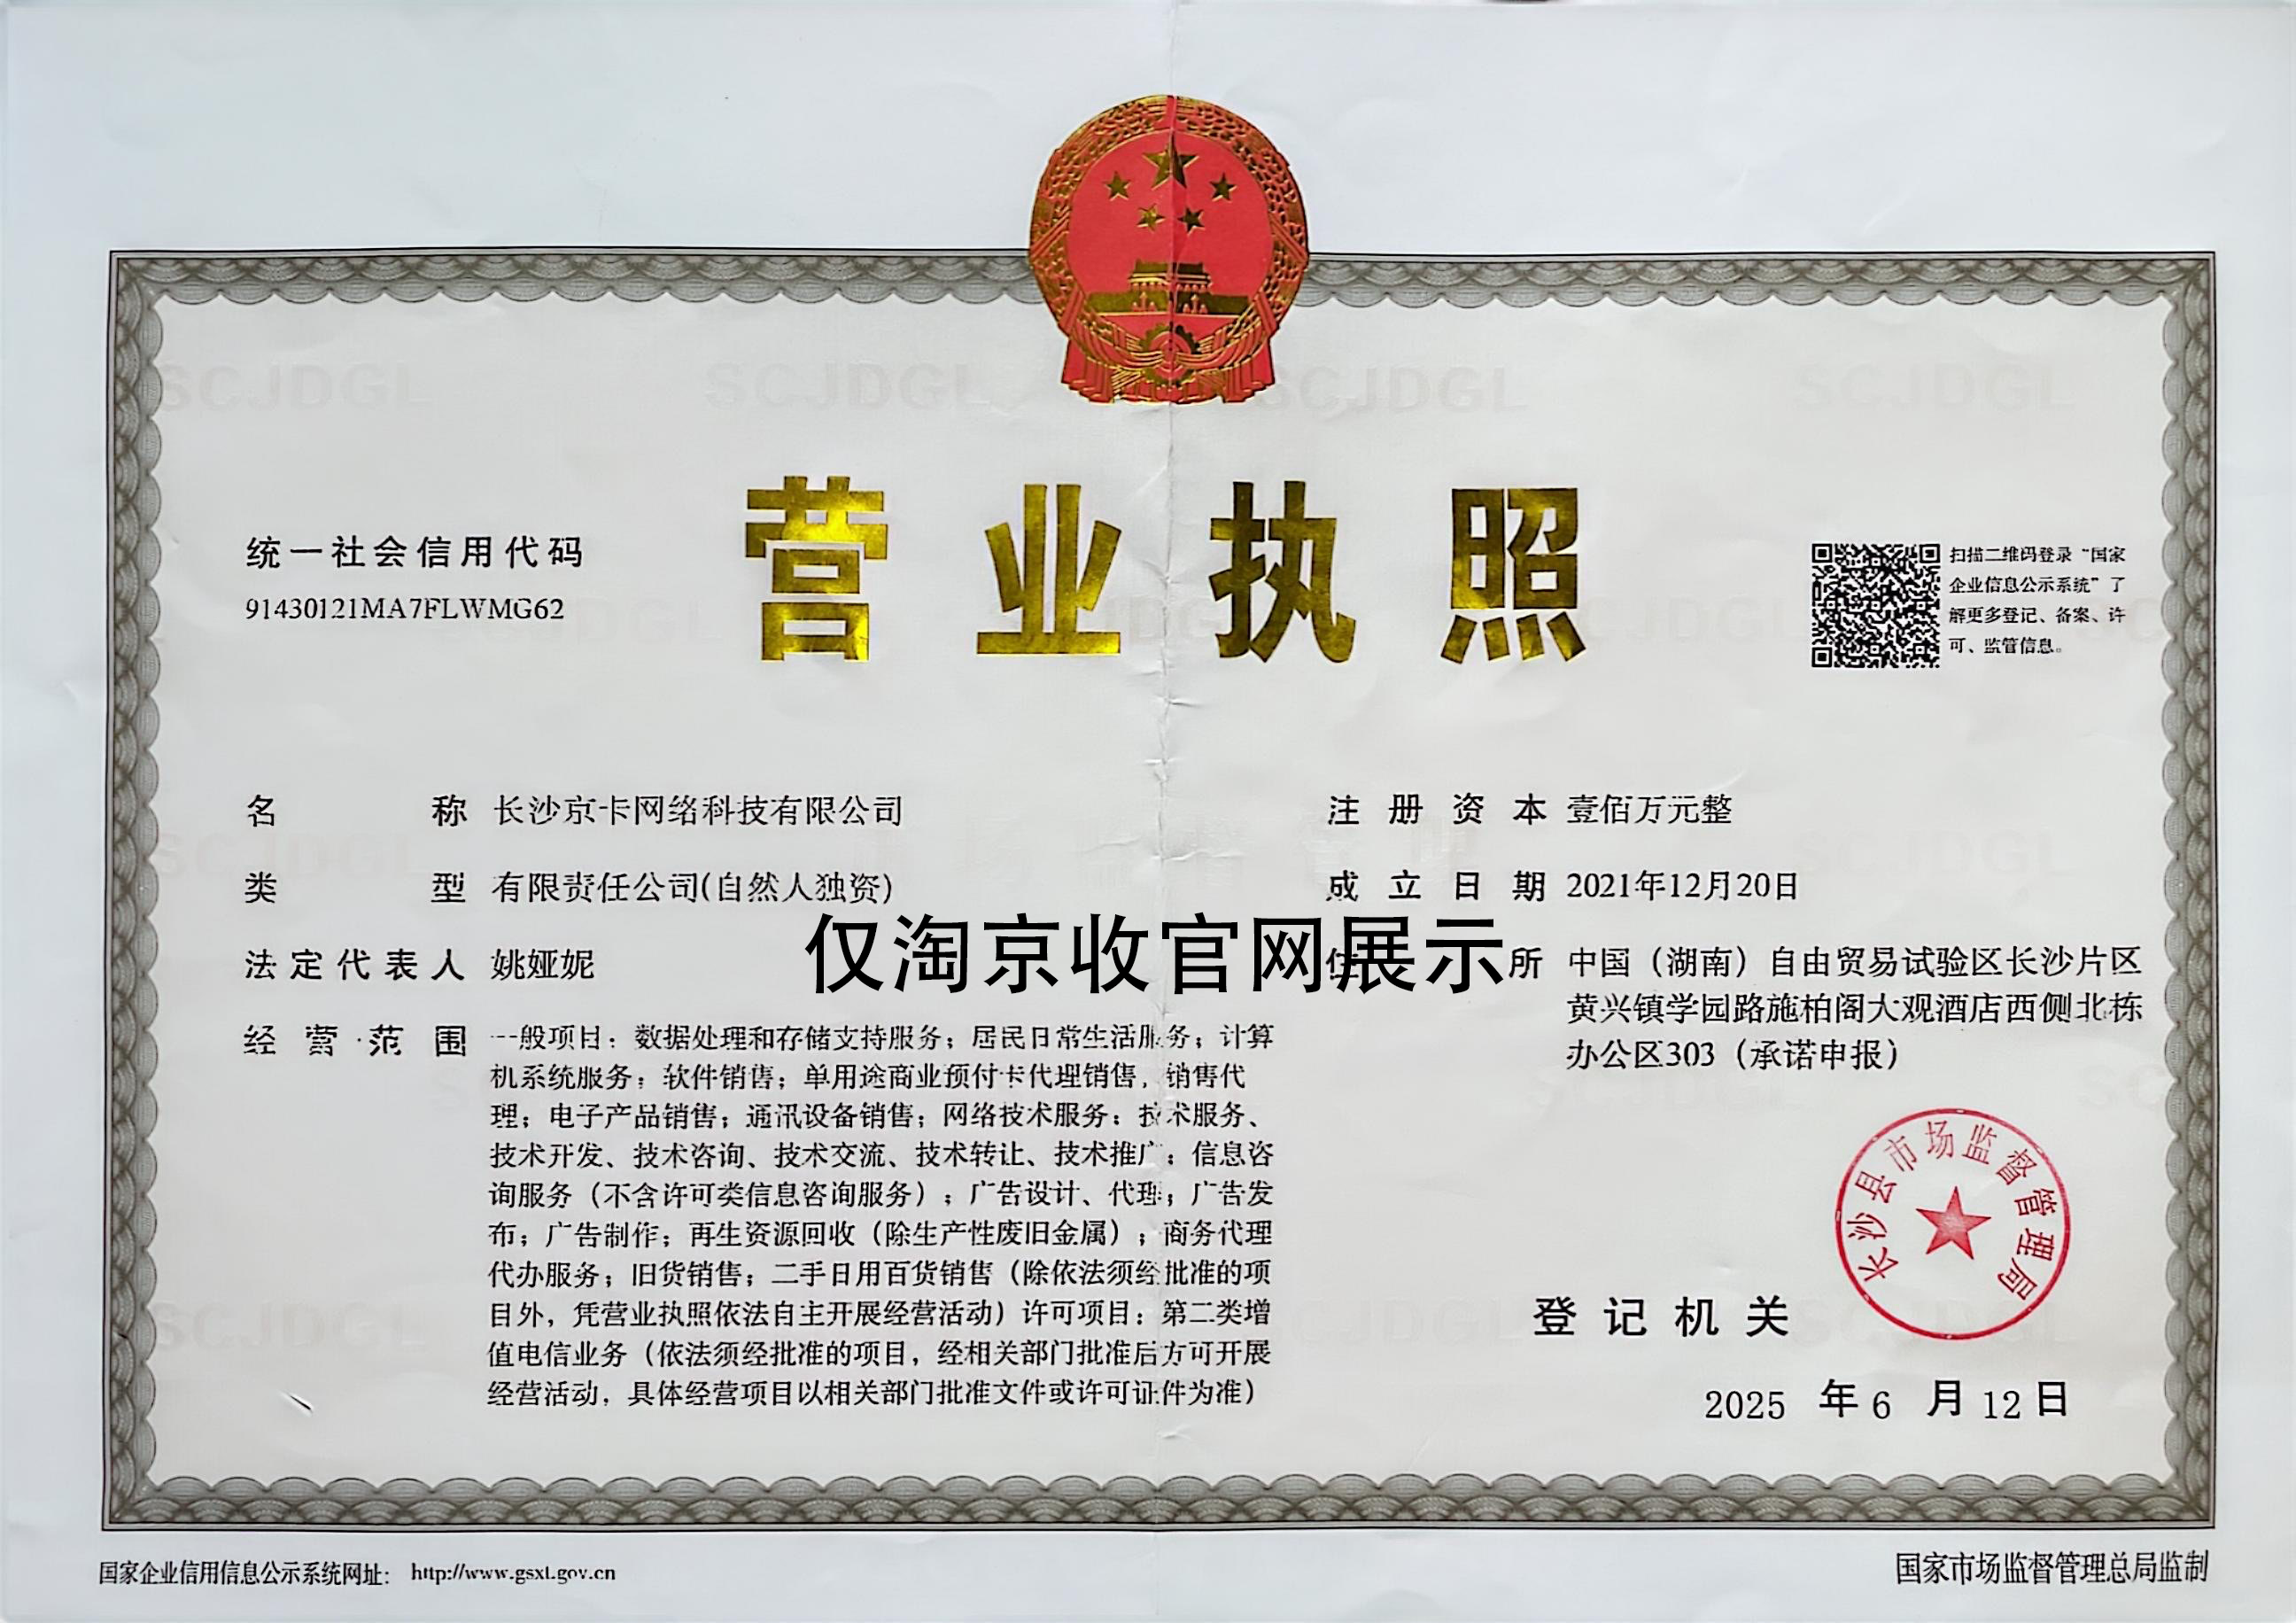 SCJDGL SCJDGL SCJDGL SCJDGL
营业执照
统一社会信用代码
91430121MA7FLWMG62
扫描二维码登录“国家
企业信息公示系统”了
解更多登记、备案、许
可、监管信息。
名称 长沙京卡网络科技有限公司
类型 有限责任公司(自然人独资)
法定代表人 姚娅妮
经营范围 一般项目：数据处理和存储支持服务；居民日常生活服务；计算
机系统服务；软件销售；单用途商业预付卡代理销售，销售代
理；电子产品销售；通讯设备销售；网络技术服务；技术服务、
技术开发、技术咨询、技术交流、技术转让、技术推广；信息咨
询服务（不含许可类信息咨询服务）；广告设计、代理；广告发
布；广告制作；再生资源回收（除生产性废旧金属）；商务代理
代办服务；旧货销售；二手日用百货销售（除依法须经批准的项
目外，凭营业执照依法自主开展经营活动）许可项目：第二类增
值电信业务（依法须经批准的项目，经相关部门批准后方可开展
经营活动，具体经营项目以相关部门批准文件或许可证件为准）
注册资本 壹佰万元整
成立日期 2021年12月20日
住所 中国（湖南）自由贸易试验区长沙片区
黄兴镇学园路施柏阁大观酒店西侧北栋
办公区303（承诺申报）
仅淘京收官网展示
长沙县市场监督管理局
登记机关
2025 年 6 月 12 日
国家企业信用信息公示系统网址： http://www.gsxt.gov.cn
国家市场监督管理总局监制